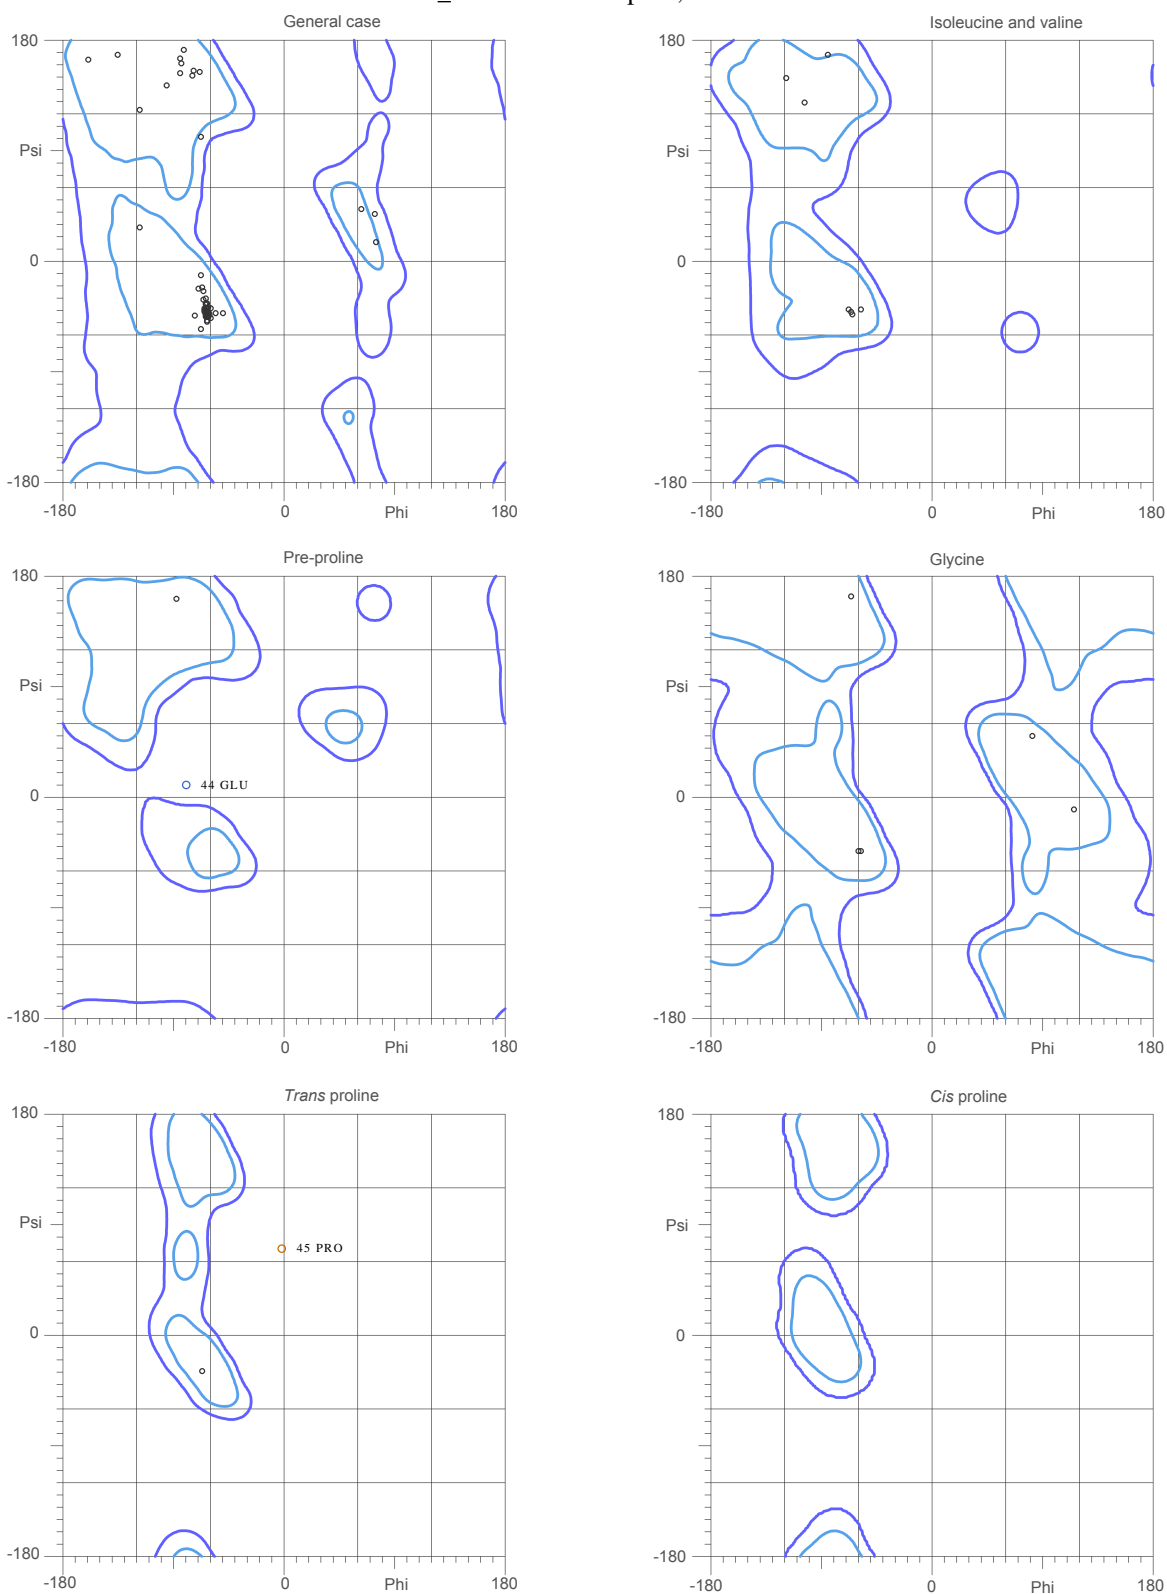 General case
Isoleucine and valine
180
Psi
0
-180
-180
0
Phi
180
180
Psi
0
-180
-180
0
Phi
180
Pre-proline
Glycine
180
Psi
44 GLU
0
-180
-180
0
Phi
180
180
Psi
0
-180
-180
0
Phi
180
Trans proline
Cis proline
180
Psi
45 PRO
0
-180
-180
0
Phi
180
180
Psi
0
-180
-180
0
Phi
180